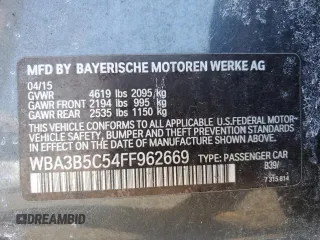 MFD BY BAYERISCHE MOTOREN WERKE AG
04/15
GVWR 4619 lbs 2095 kg
GAWR FRONT 2194 lbs 995 kg
GAWR REAR 2535 lbs 1150 kg
THIS VEHICLE CONFORMS TO ALL APPLICABLE
FEDERAL MOTOR VEHICLE SAFETY, BUMPER, AND
THEFT PREVENTION STANDARDS IN EFFECT ON
THE DATE OF MANUFACTURE SHOWN ABOVE.
WBA3B5C54FF962669 TYPE: PASSENGER CAR
B39/
7 315 814
DREAMBID